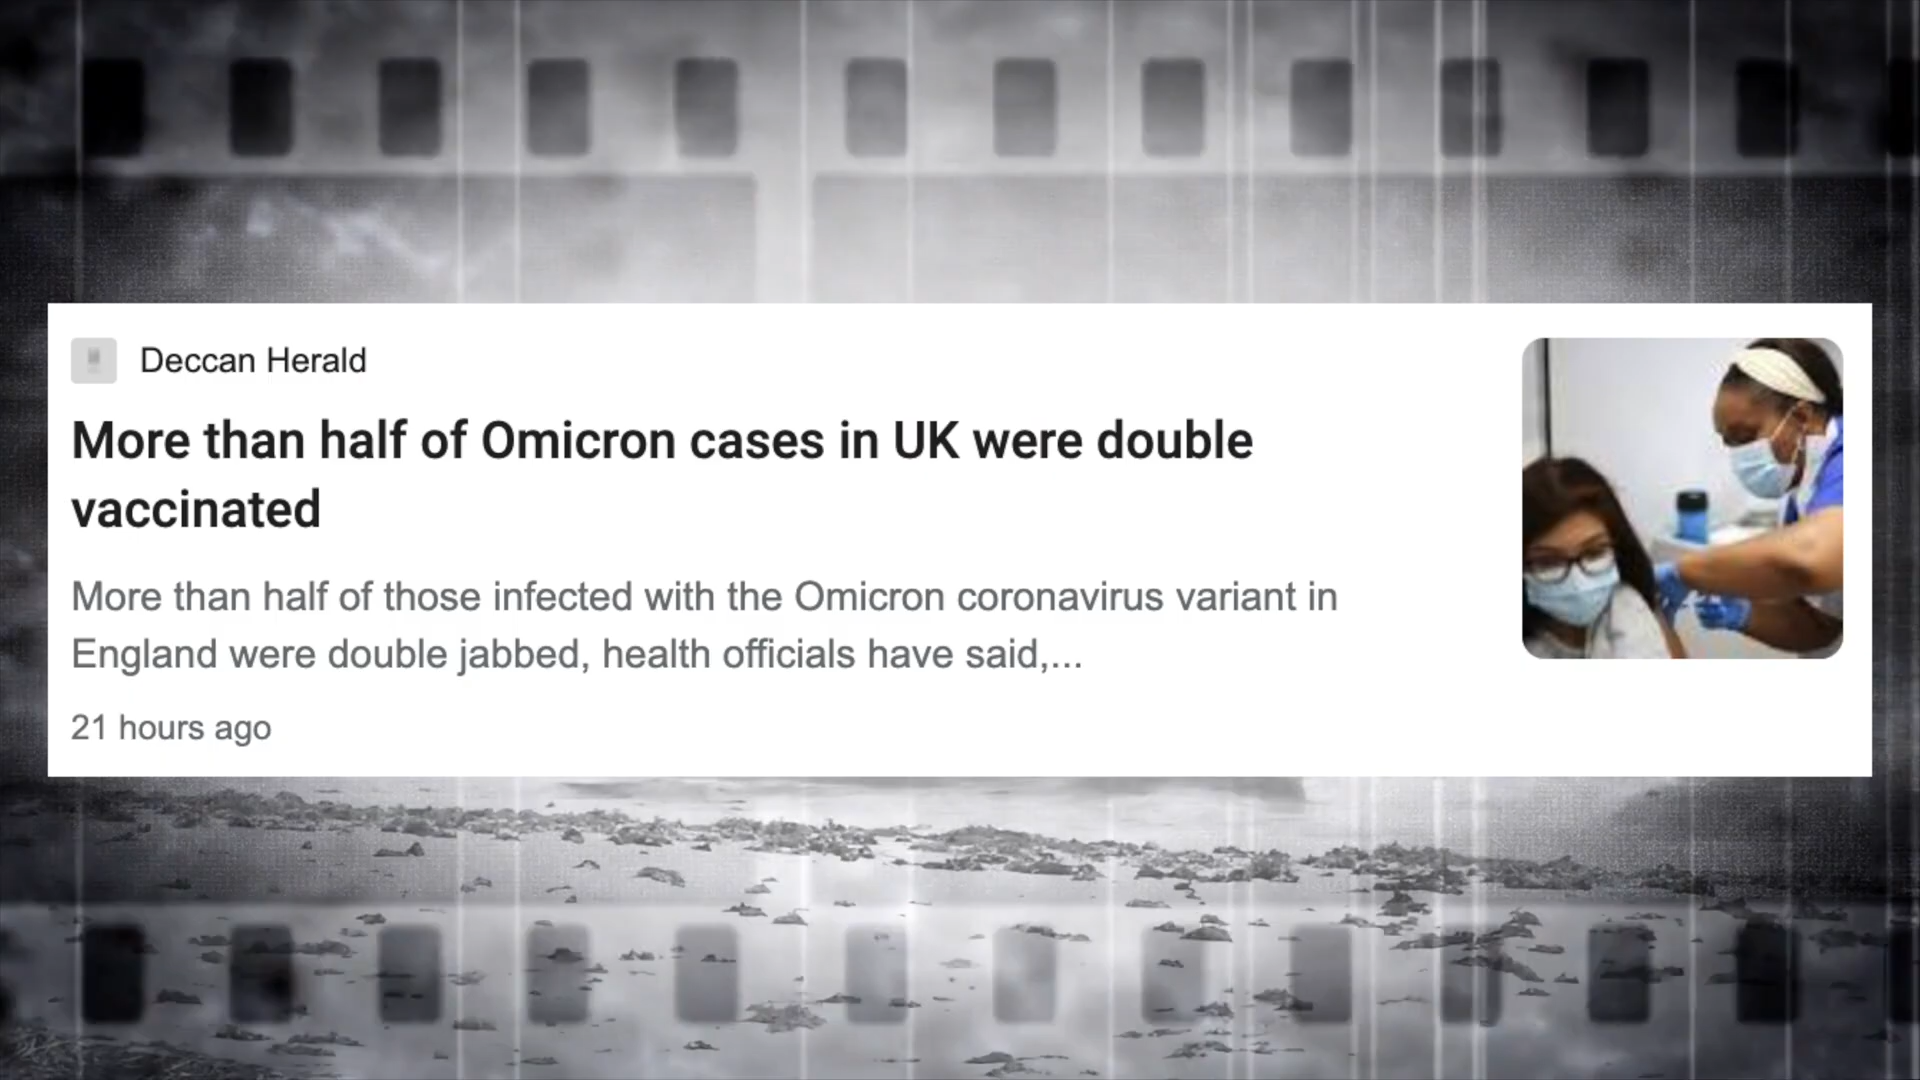 Deccan Herald
More than half of Omicron cases in UK were double
vaccinated
More than half of those infected with the Omicron coronavirus variant in
England were double jabbed, health officials have said,...
21 hours ago